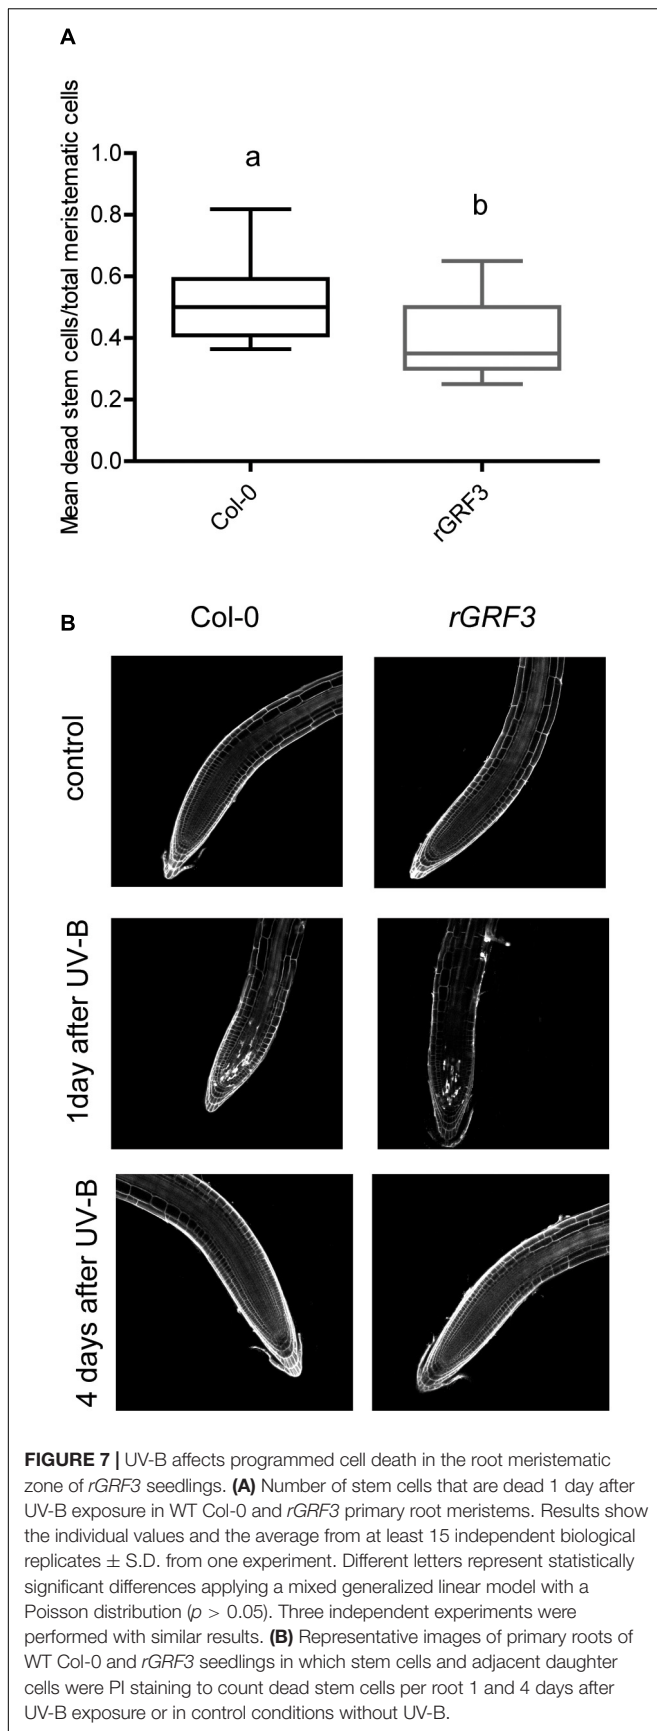 A
Mean dead stem cells/total meristematic cells
1.0
0.8
0.6
0.4
0.2
0.0
a
b
Col-0
rGRF3
B
Col-0
rGRF3
control
1day after UV-B
4 days after UV-B
FIGURE 7 | UV-B affects programmed cell death in the root meristematic
zone of rGRF3 seedlings. (A) Number of stem cells that are dead 1 day after
UV-B exposure in WT Col-0 and rGRF3 primary root meristems. Results show
the individual values and the average from at least 15 independent biological
replicates ± S.D. from one experiment. Different letters represent statistically
significant differences applying a mixed generalized linear model with a
Poisson distribution (p > 0.05). Three independent experiments were
performed with similar results. (B) Representative images of primary roots of
WT Col-0 and rGRF3 seedlings in which stem cells and adjacent daughter
cells were PI staining to count dead stem cells per root 1 and 4 days after
UV-B exposure or in control conditions without UV-B.